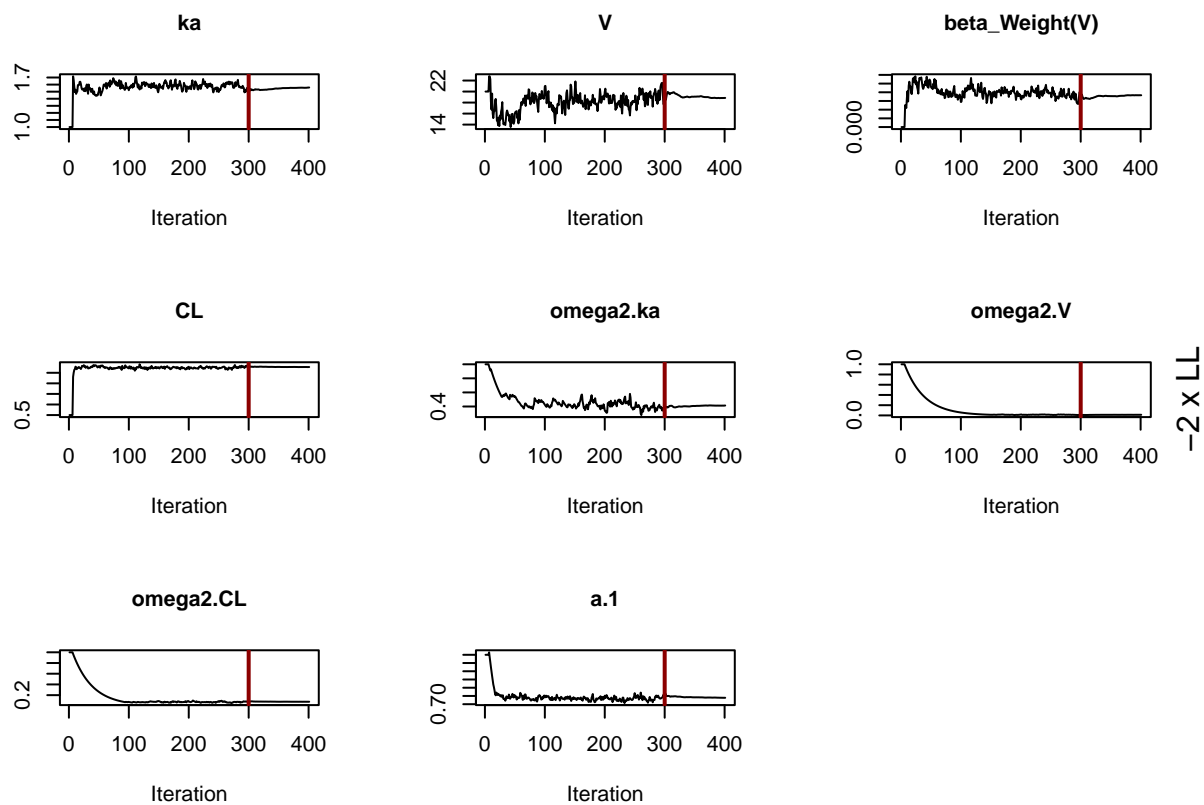 ka
1.0 1.7
0 100 200 300 400
Iteration
V
14 22
0 100 200 300 400
Iteration
beta_Weight(V)
0.000
0 100 200 300 400
Iteration
CL
0.5
0 100 200 300 400
Iteration
omega2.ka
0.4
0 100 200 300 400
Iteration
omega2.V
0.0 1.0
0 100 200 300 400
Iteration
−2 x LL
omega2.CL
0.2
0 100 200 300 400
Iteration
a.1
0.70
0 100 200 300 400
Iteration